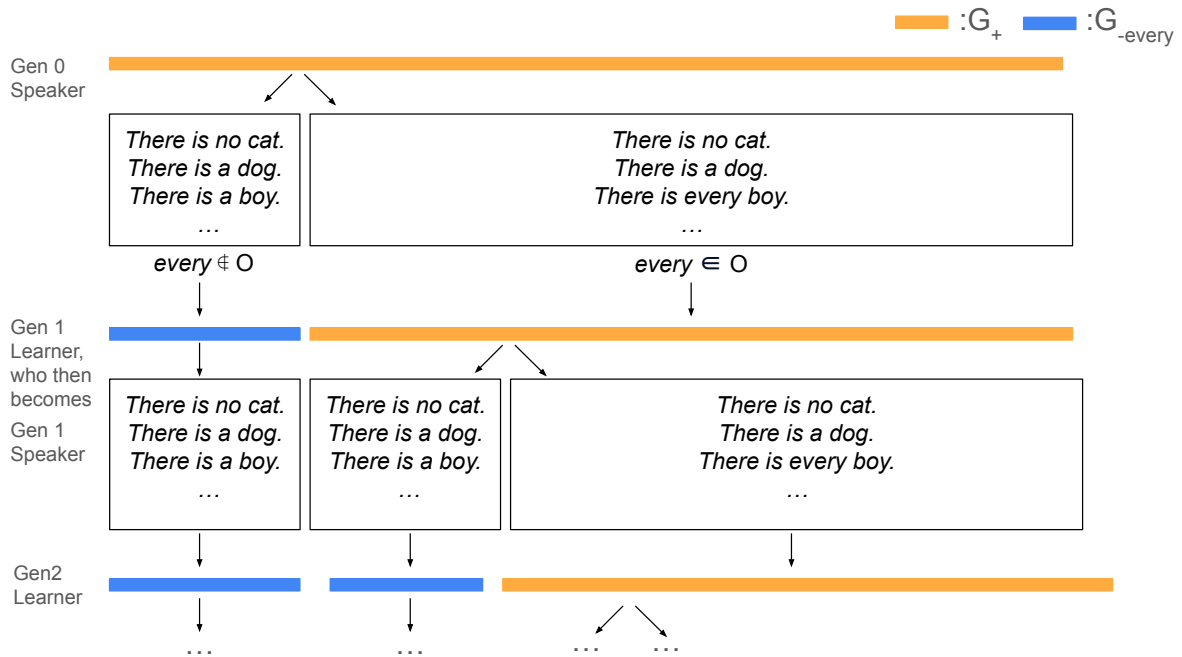 :G+ :G-every
Gen 0
Speaker
There is no cat.
There is a dog.
There is a boy.
…
There is no cat.
There is a dog.
There is every boy.
…
every ∉ O
every ∈ O
Gen 1
Learner,
who then
becomes
Gen 1
Speaker
There is no cat.
There is a dog.
There is a boy.
…
There is no cat.
There is a dog.
There is a boy.
…
There is no cat.
There is a dog.
There is every boy.
…
Gen2
Learner
… … … …